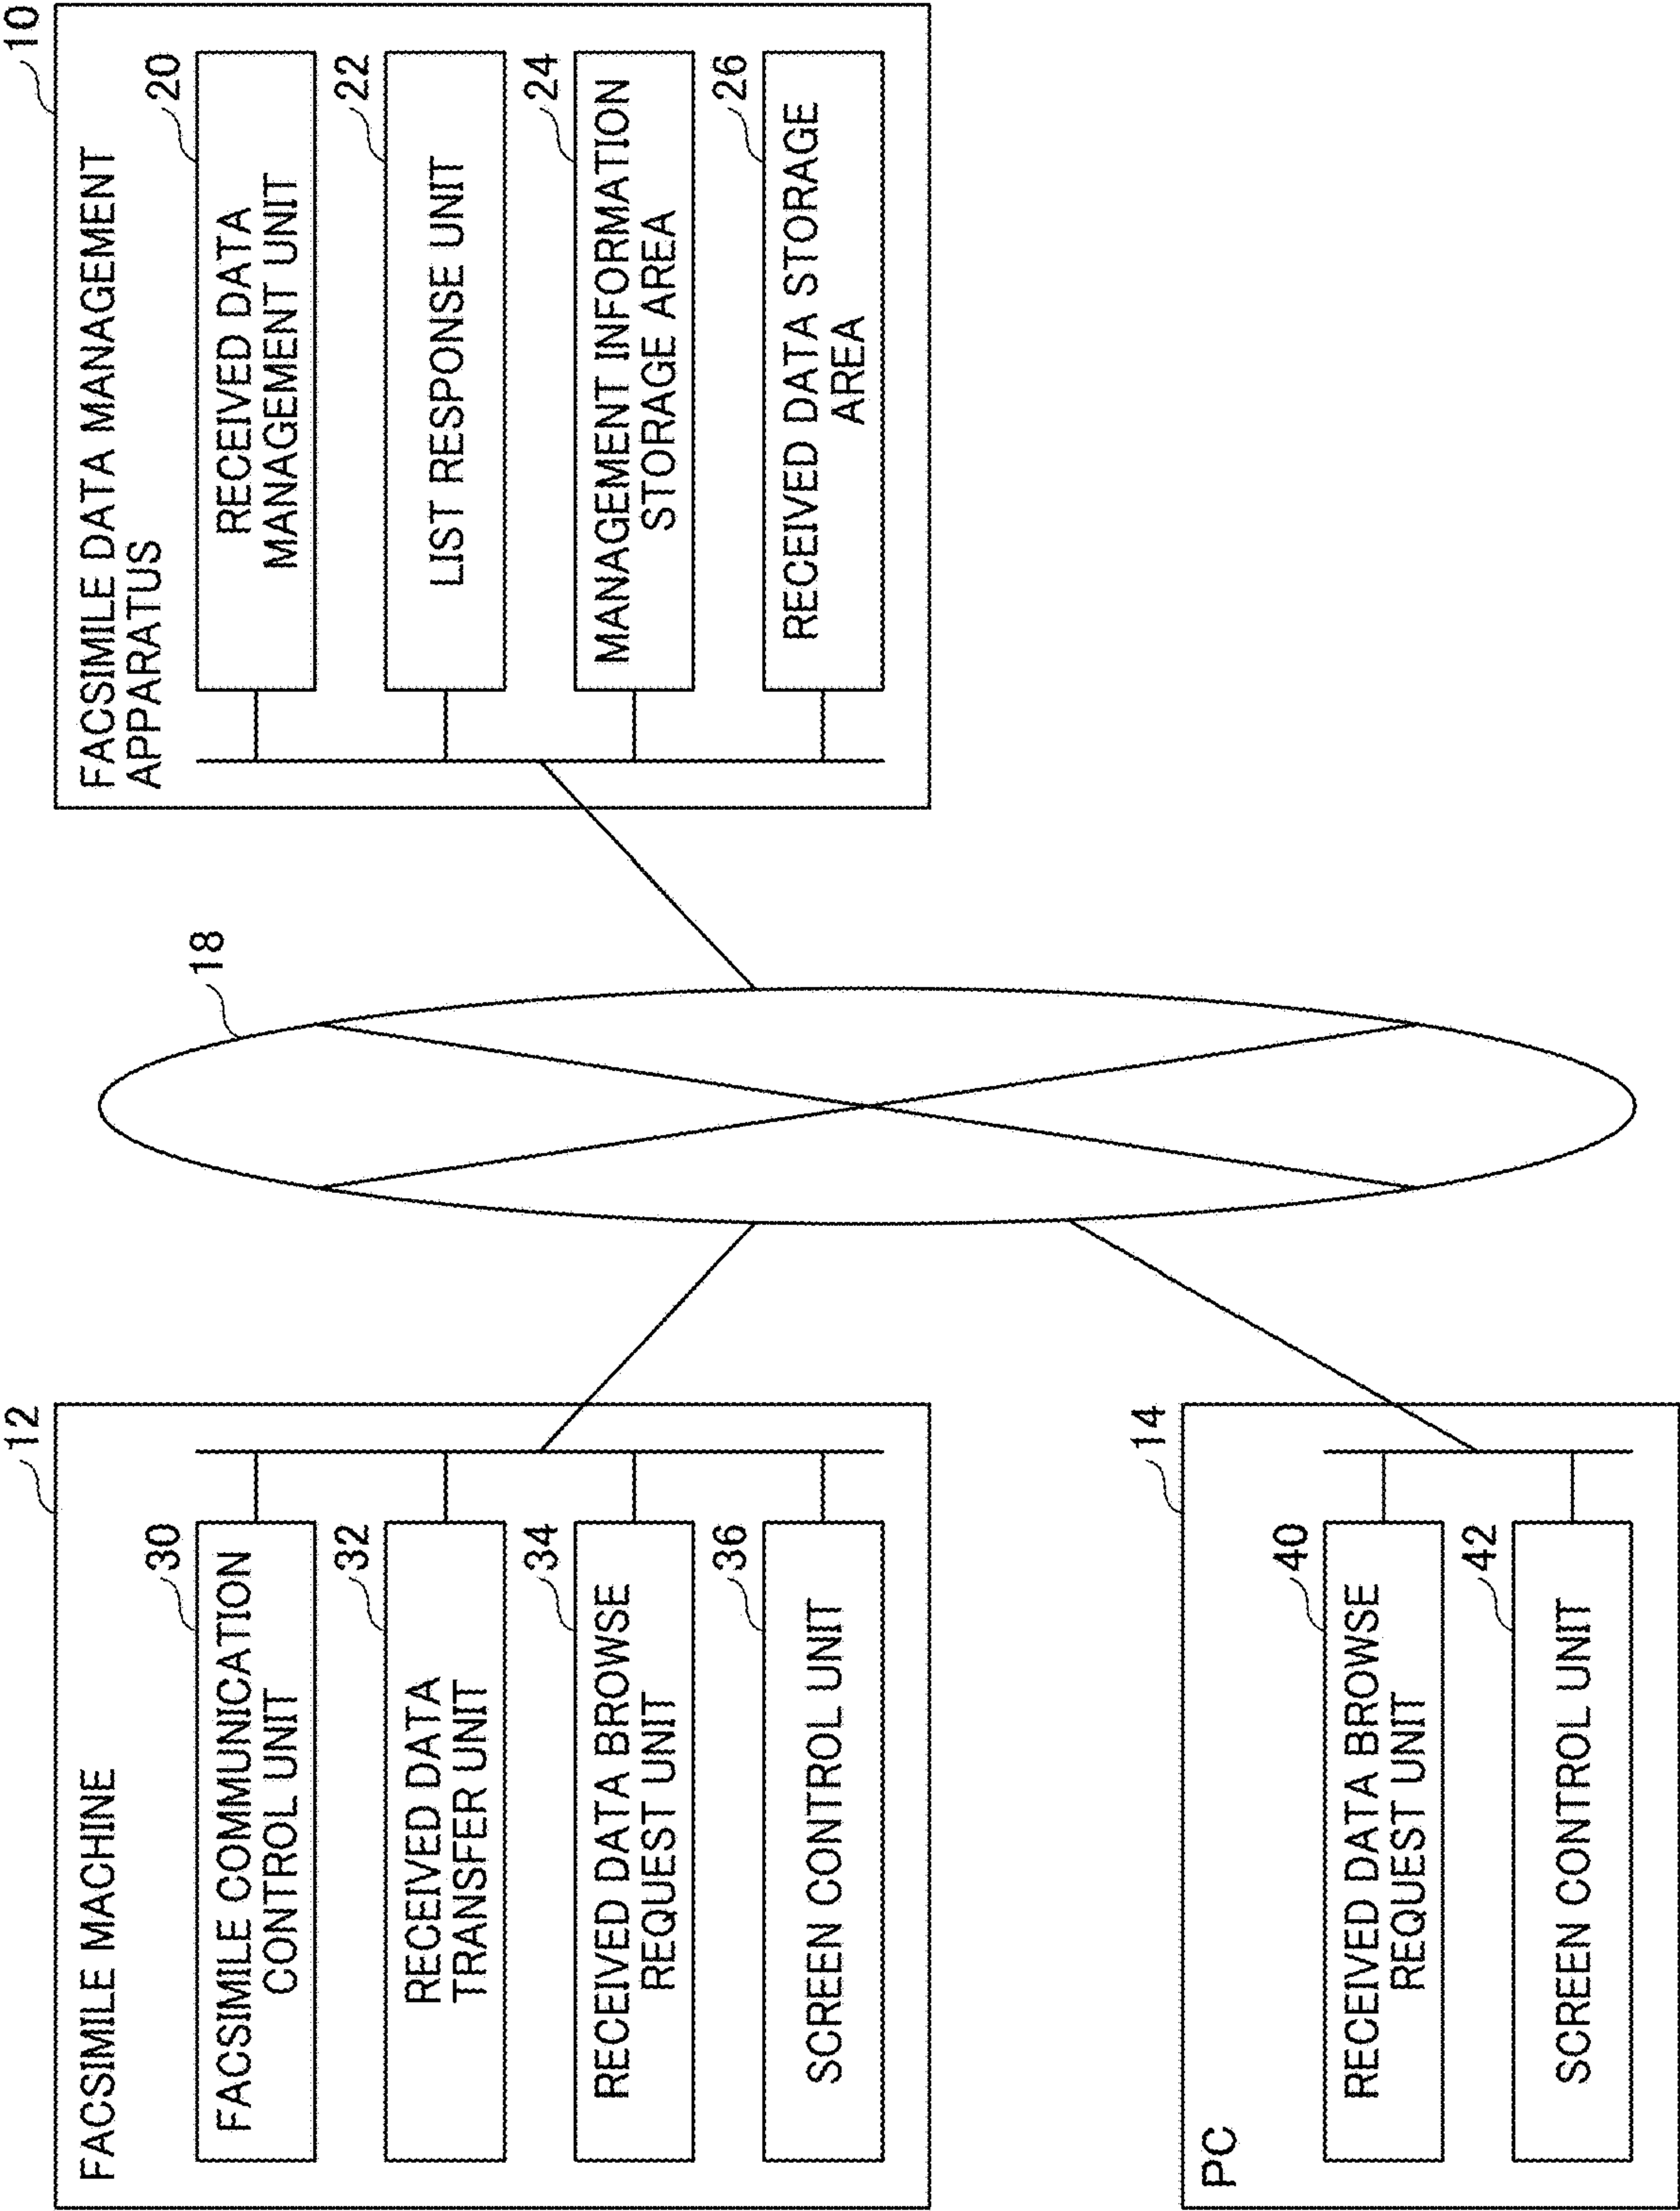 12
FACSIMILE MACHINE
30
FACSIMILE COMMUNICATION
CONTROL UNIT
32
RECEIVED DATA
TRANSFER UNIT
34
RECEIVED DATA BROWSE
REQUEST UNIT
36
SCREEN CONTROL UNIT
14
PC
40
RECEIVED DATA BROWSE
REQUEST UNIT
42
SCREEN CONTROL UNIT
18
10
FACSIMILE DATA MANAGEMENT
APPARATUS
20
RECEIVED DATA
MANAGEMENT UNIT
22
LIST RESPONSE UNIT
24
MANAGEMENT INFORMATION
STORAGE AREA
26
RECEIVED DATA STORAGE
AREA